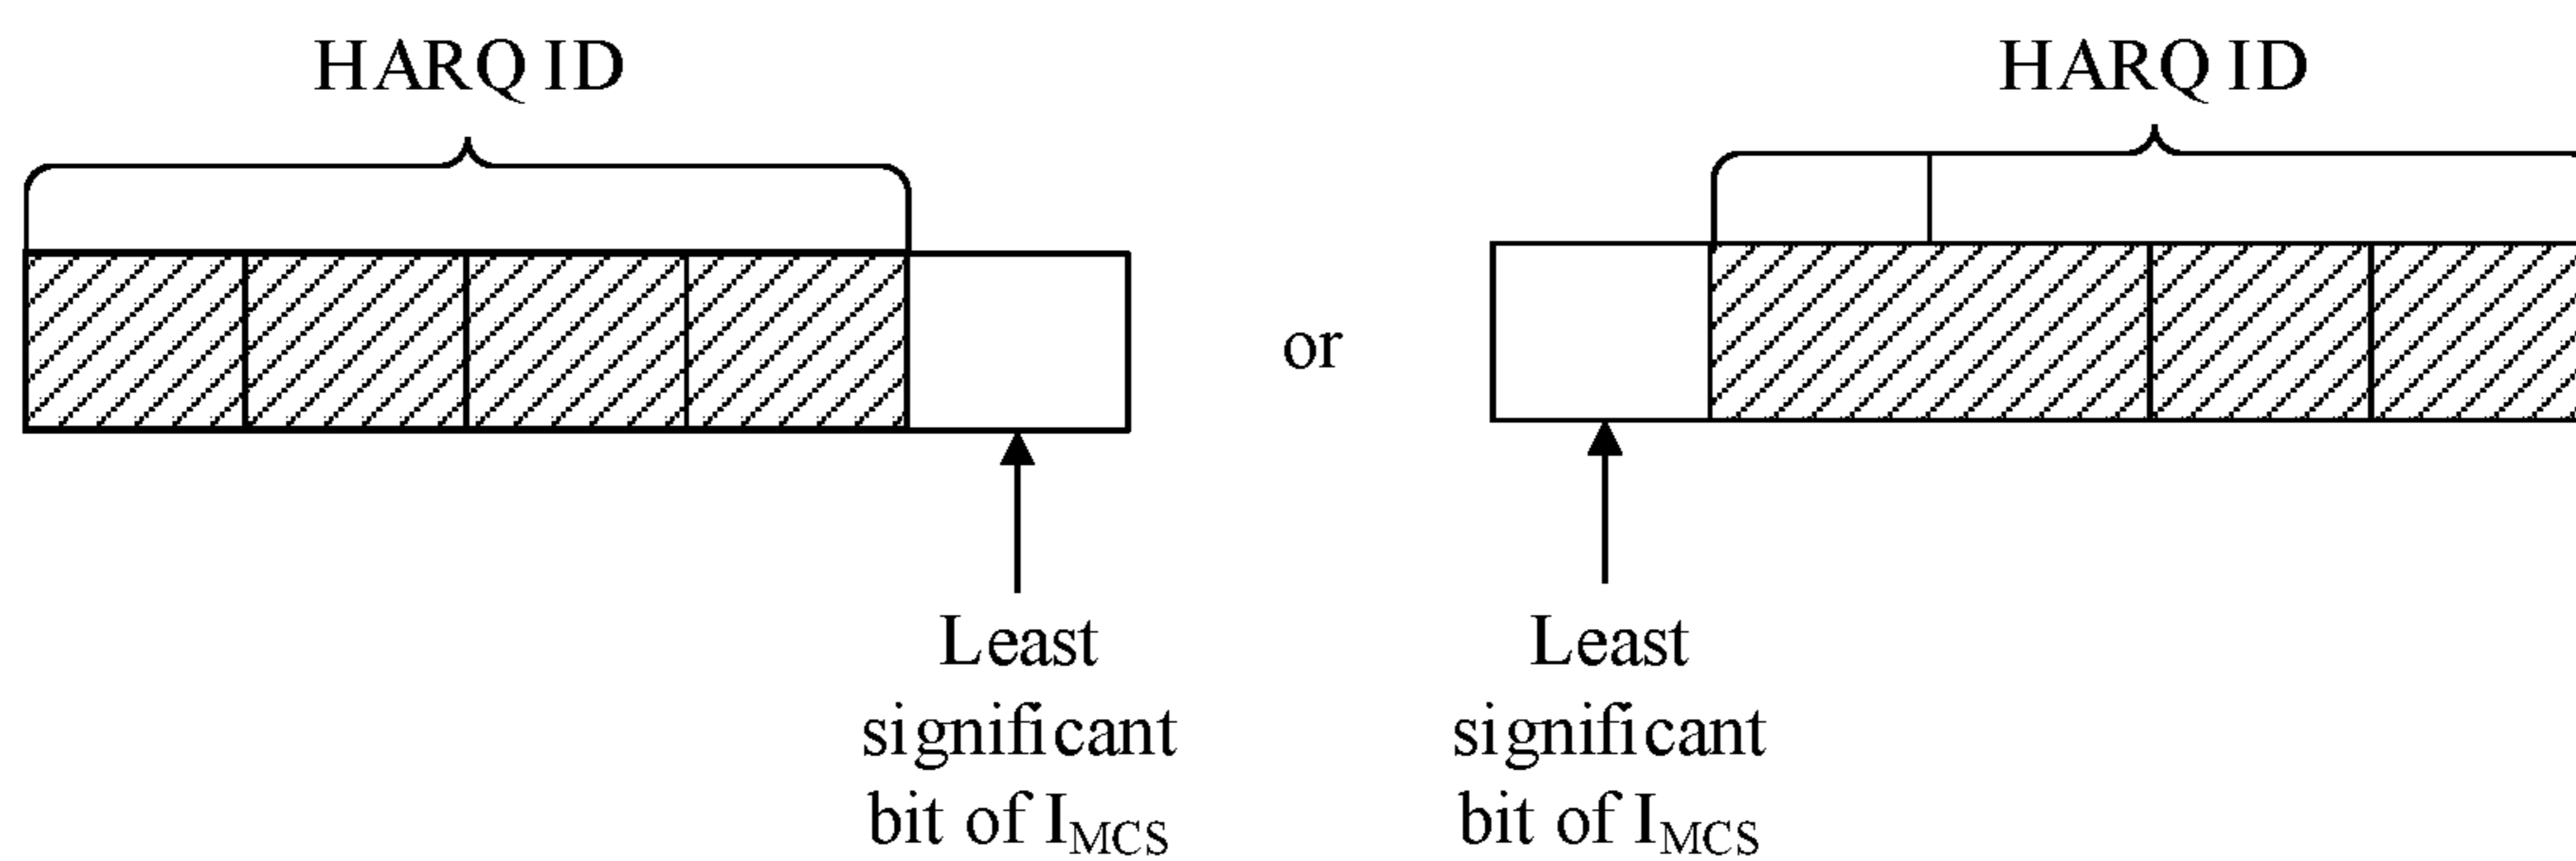 HARQ ID
HARQ ID
or
Least
significant
bit of I_MCS
Least
significant
bit of I_MCS